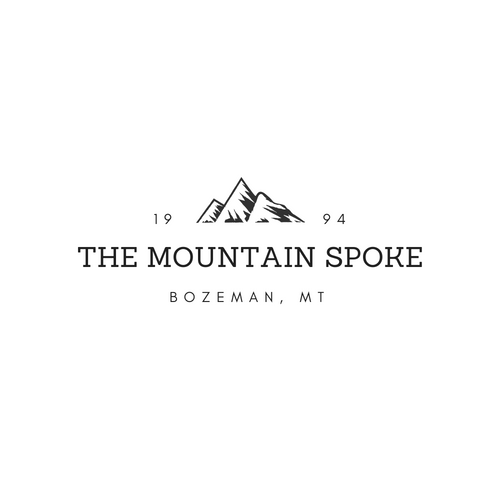 19 94
THE MOUNTAIN SPOKE
BOZEMAN, MT